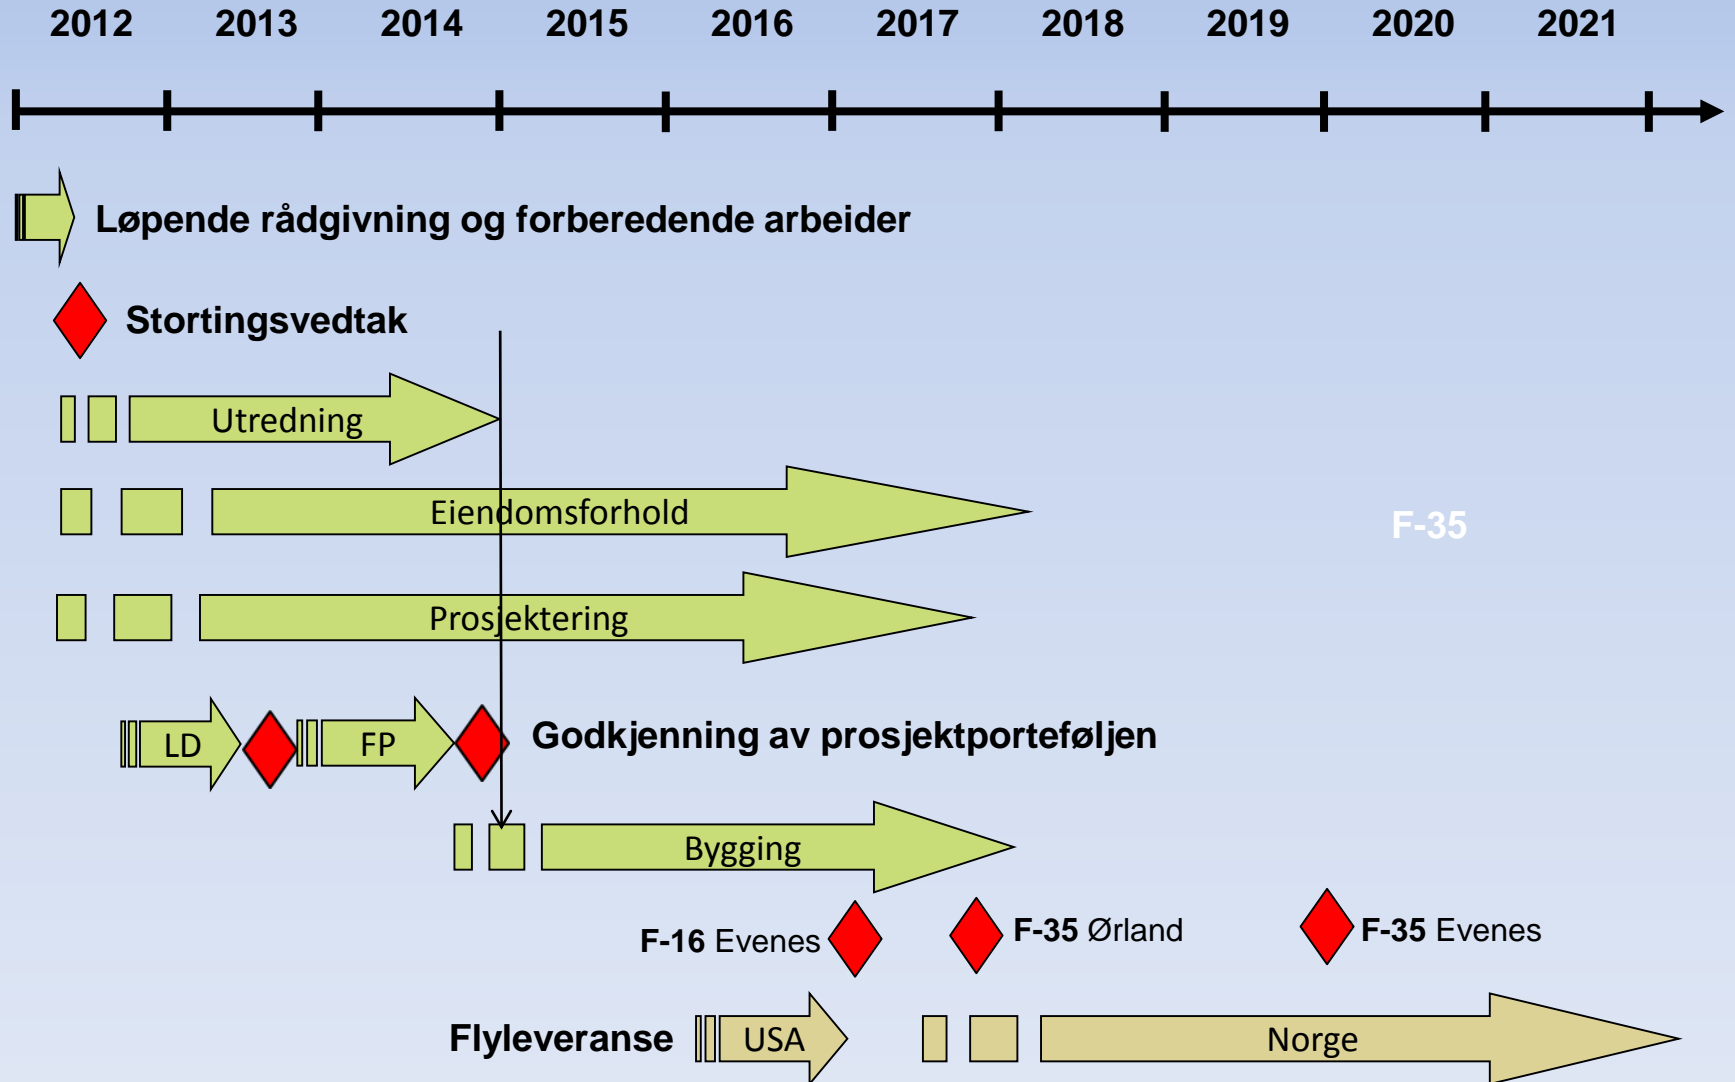 2012 2013 2014 2015 2016 2017 2018 2019 2020 2021
Løpende rådgivning og forberedende arbeider
Stortingsvedtak
Utredning
Eiendomsforhold
F-35
Prosjektering
LD FP Godkjenning av prosjektporteføljen
Bygging
F-16 Evenes F-35 Ørland F-35 Evenes
Flyleveranse USA Norge